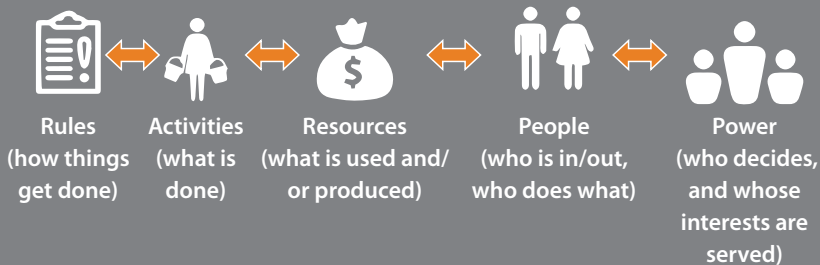 $
Rules
(how things
get done)
Activities
(what is
done)
Resources
(what is used and/
or produced)
People
(who is in/out,
who does what)
Power
(who decides,
and whose
interests are
served)